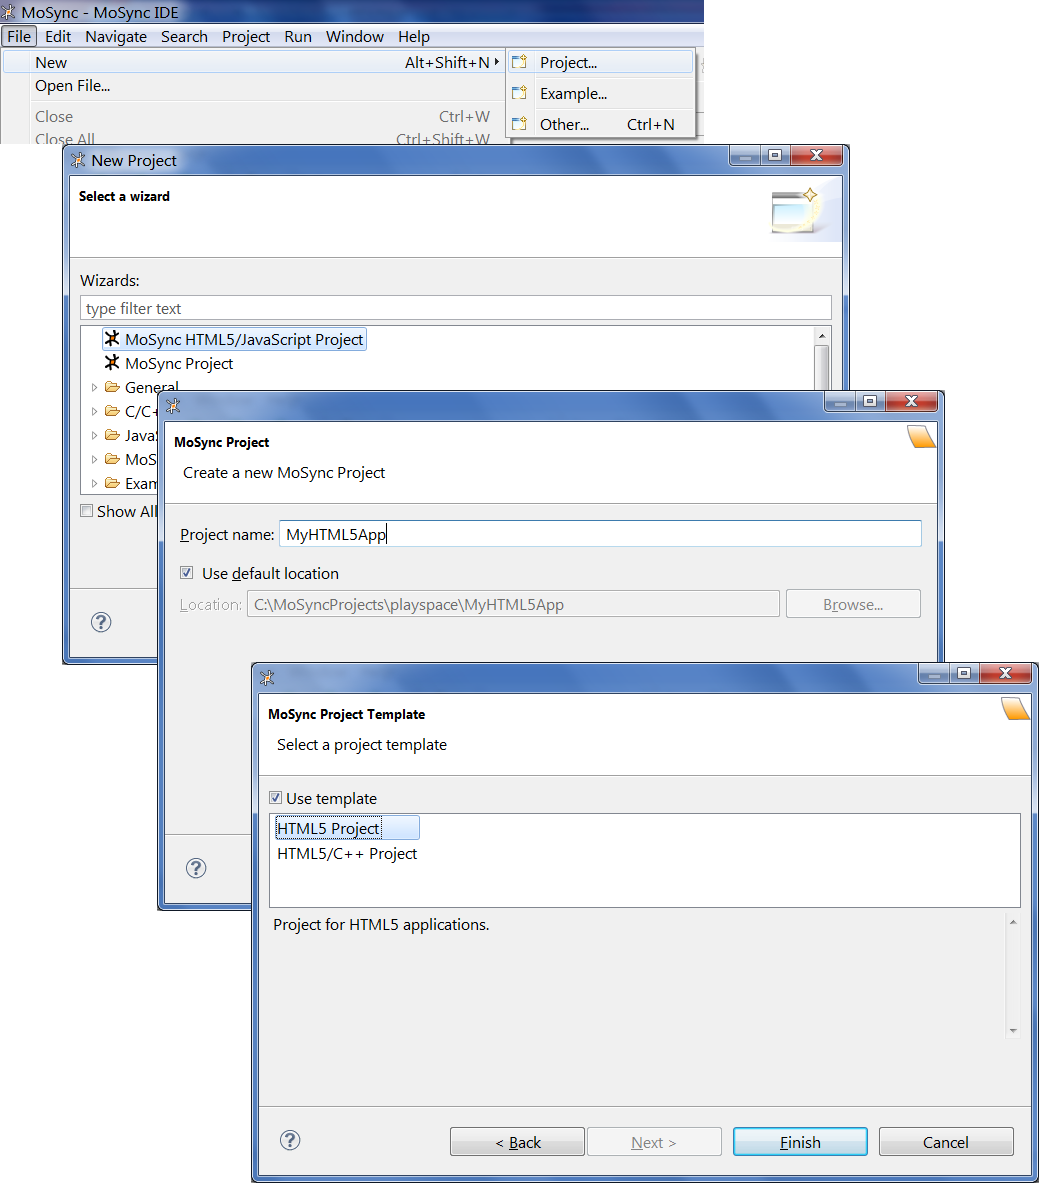 MoSync - MoSync IDE
File Edit Navigate Search Project Run Window Help
New Alt+Shift+N Project...
Open File...
Example...
Close Ctrl+W
Other... Ctrl+N
Close All Ctrl+Shift+W
New Project
Select a wizard
Wizards:
type filter text
MoSync HTML5/JavaScript Project
MoSync Project
General
C/C+
Java
MoS
Exam
Show All
MoSync Project
Create a new MoSync Project
Project name: MyHTML5App
Use default location
Location: C:\MoSyncProjects\playspace\MyHTML5App Browse...
MoSync Project Template
Select a project template
Use template
HTML5 Project
HTML5/C++ Project
Project for HTML5 applications.
< Back Next > Finish Cancel